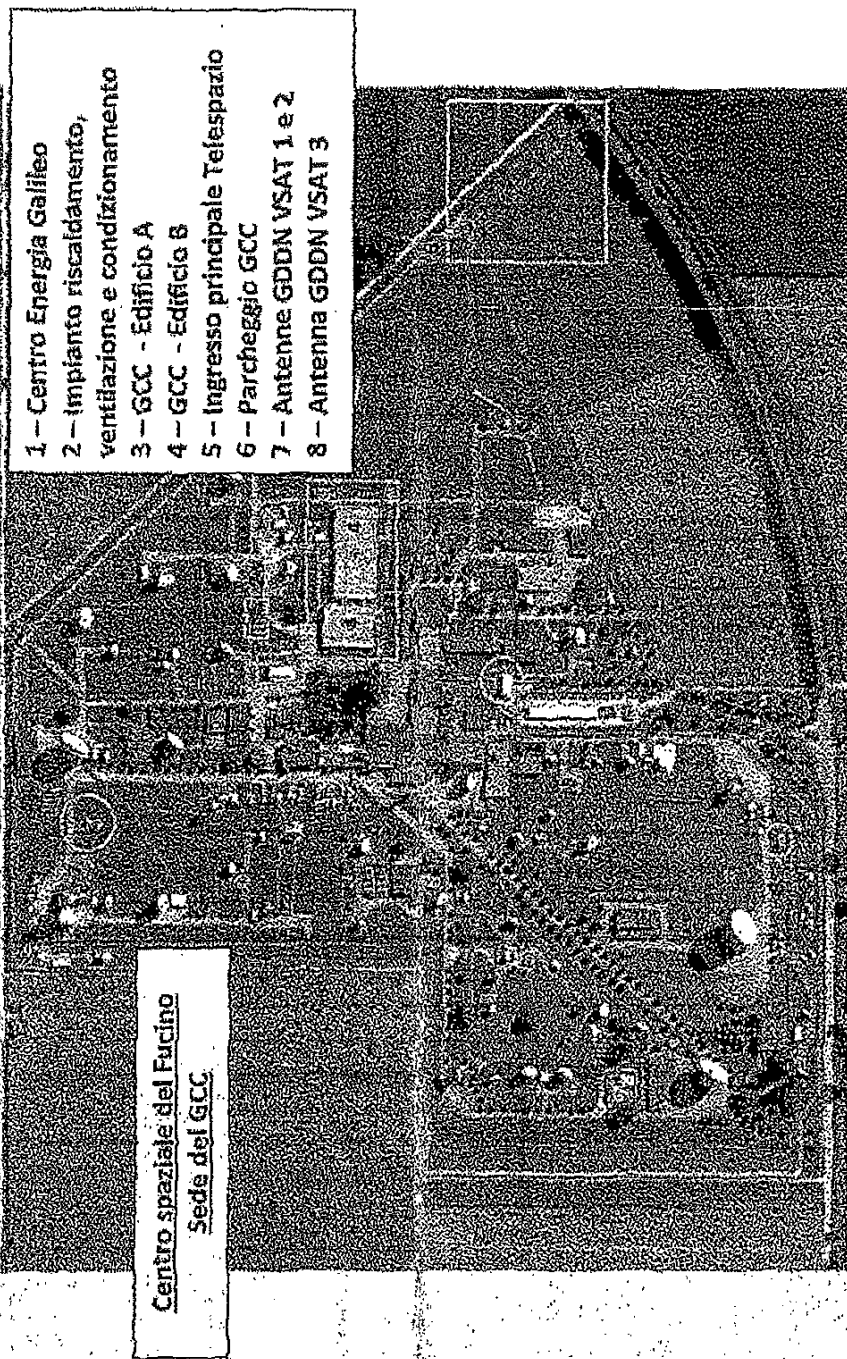 Centro spaziale del Fucino
Sede del GCC
1 – Centro Energia Galileo
2 – Impianto riscaldamento,
ventilazione e condizionamento
3 – GCC - Edificio A
4 – GCC - Edificio B
5 – Ingresso principale Telespazio
6 – Parcheggio GCC
7 – Antenne GDDN VSAT 1 e 2
8 – Antenna GDDN VSAT 3